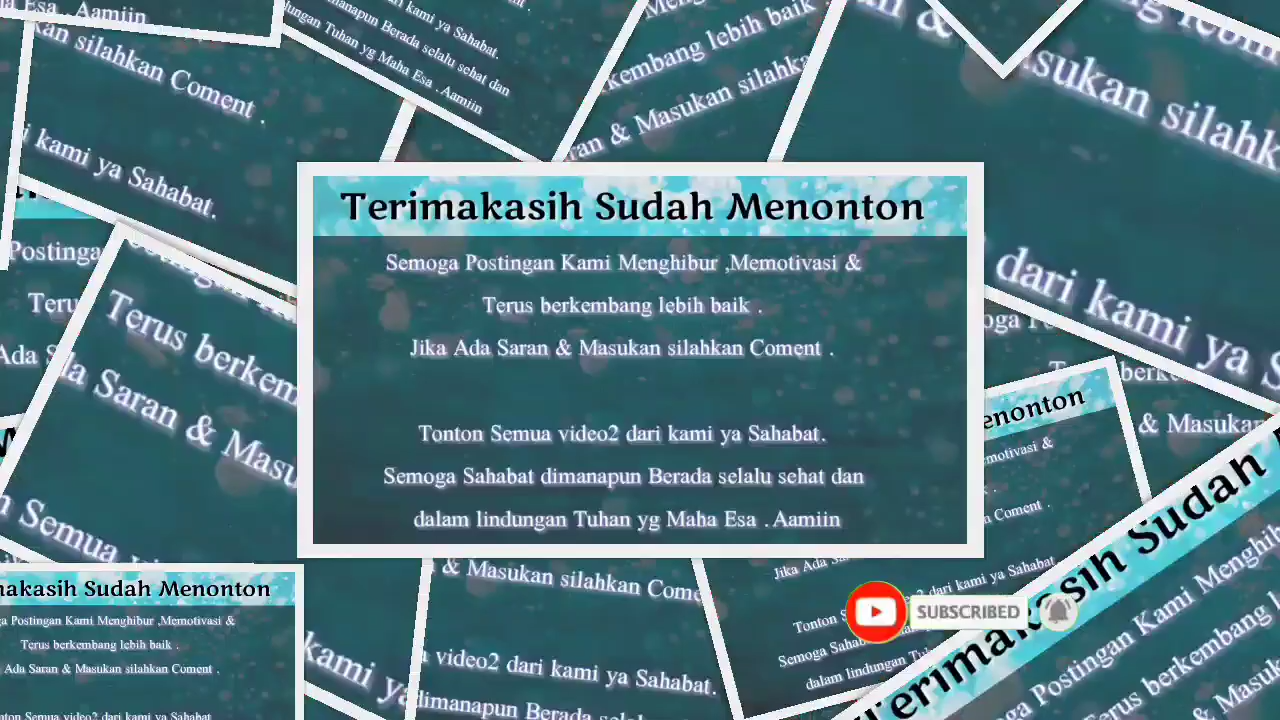 Terimakasih Sudah Menonton
Semoga Postingan Kami Menghibur ,Memotivasi &
Terus berkembang lebih baik .
Jika Ada Saran & Masukan silahkan Coment .
Tonton Semua video2 dari kami ya Sahabat.
Semoga Sahabat dimanapun Berada selalu sehat dan
dalam lindungan Tuhan yg Maha Esa . Aamiin
SUBSCRIBED